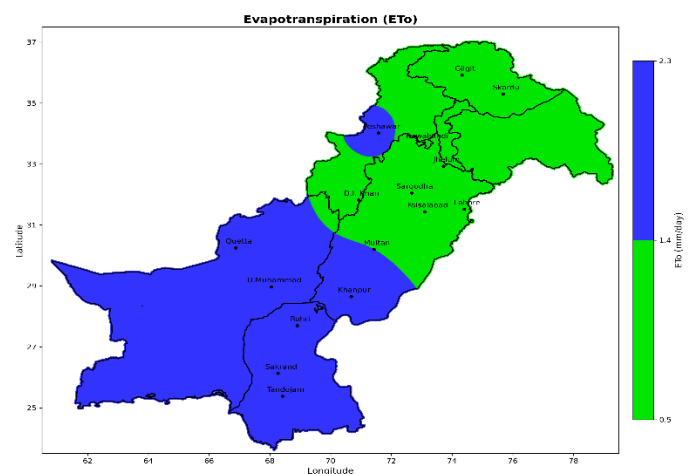 Evapotranspiration (ETo)
37
35
33
31
29
27
25
Latitude
Gilgit
Skardu
Peshawar
Rawalpindi
Jhelum
D.I. Khan
Sargodha
Faisalabad
Lahore
Quetta
Multan
D.Muhammad
Khanpur
Rohri
Sakrand
Tandojam
62
64
66
68
70
72
74
76
78
Longitude
2.3
1.4
0.5
ETo (mm/day)